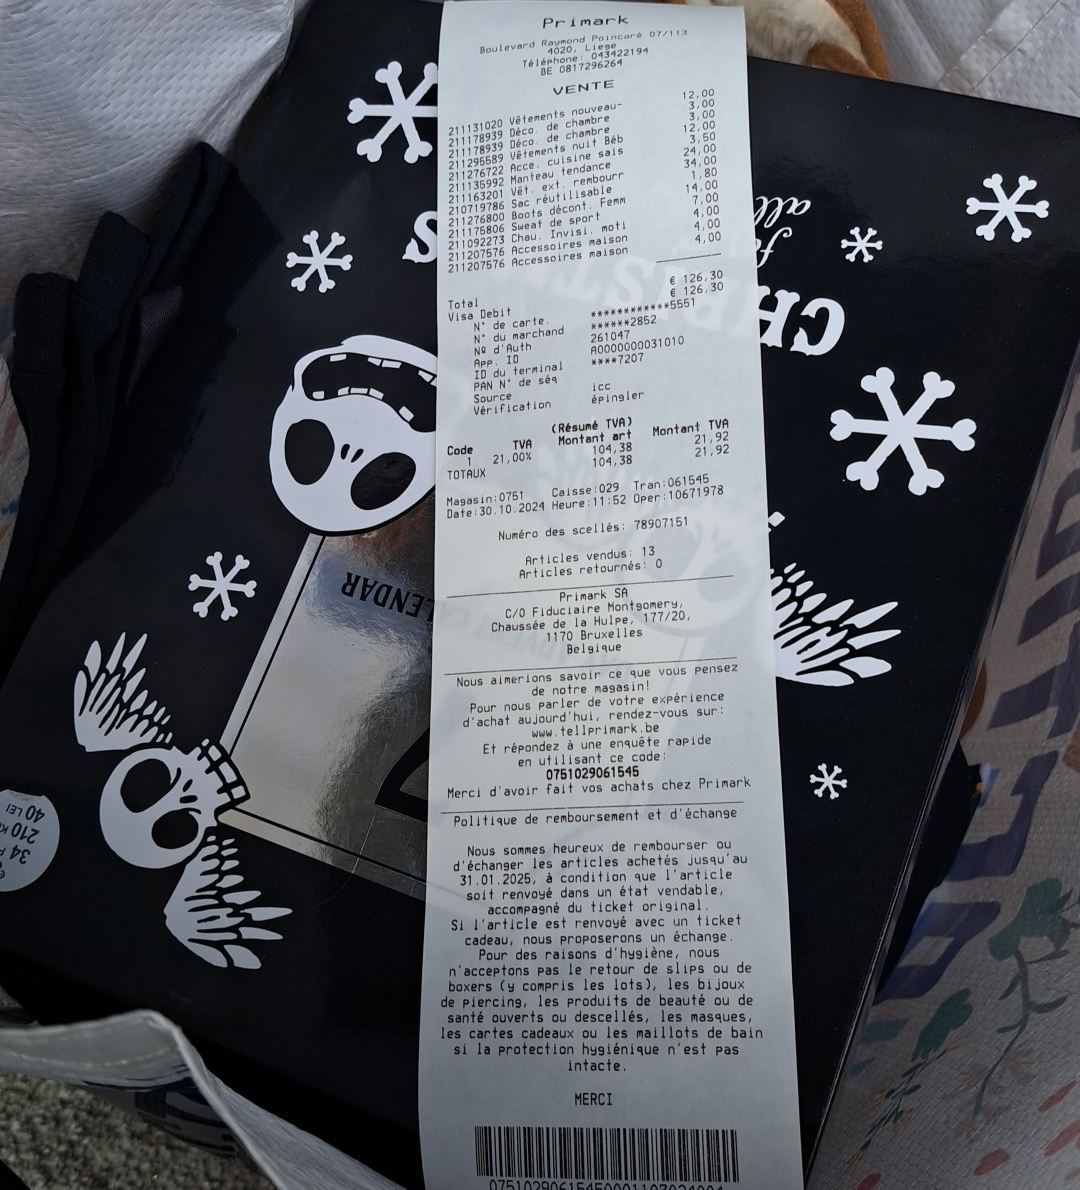 Primark
Boulevard Raymond Poincaré 07/113
4020, Liege
Téléphone: 043422194
BE 0817296264
VENTE
211131020 Vêtements nouveau- 12,00
211178939 Déco. de chambre 3,00
211178939 Déco. de chambre 3,00
211295589 Vêtements nuit Béb 12,00
211276722 Acce. cuisine sais 3,50
211135992 Manteau tendance 24,00
211163201 Vêt. ext. rembourr 34,00
210719786 Sac réutilisable 1,80
211276800 Boots décont. Femm 14,00
211175806 Sweat de sport 7,00
211092273 Chau. Invisi. moti 4,00
211207576 Accessoires maison 4,00
211207576 Accessoires maison 4,00
Total € 126,30
Visa Debit € 126,30
N° de carte. ************5551
N° du marchand ******2852
Nº d'Auth 261047
App. ID A0000000031010
ID du terminal ****7207
PAN N° de séq
Source icc
Vérification épingler
(Résumé TVA)
Code TVA Montant art Montant TVA
1 21,00% 104,38 21,92
TOTAUX 104,38 21,92
Magasin:0751 Caisse:029 Tran:061545
Date:30.10.2024 Heure:11:52 Oper:10671978
Numéro des scellés: 78907151
Articles vendus: 13
Articles retournés: 0
Primark SA
C/O Fiduciaire Montgomery,
Chaussée de la Hulpe, 177/20,
1170 Bruxelles
Belgique
Nous aimerions savoir ce que vous pensez
de notre magasin!
Pour nous parler de votre expérience
d'achat aujourd'hui, rendez-vous sur:
www.tellprimark.be
Et répondez à une enquête rapide
en utilisant ce code:
0751029061545
Merci d'avoir fait vos achats chez Primark
Politique de remboursement et d'échange
Nous sommes heureux de rembourser ou
d'échanger les articles achetés jusqu'au
31.01.2025, à condition que l'article
soit renvoyé dans un état vendable,
accompagné du ticket original.
Si l'article est renvoyé avec un ticket
cadeau, nous proposerons un échange.
Pour des raisons d'hygiène, nous
n'acceptons pas le retour de slips ou de
boxers (y compris les lots), les bijoux
de piercing, les produits de beauté ou de
santé ouverts ou descellés, les masques,
les cartes cadeaux ou les maillots de bain
si la protection hygiénique n'est pas
intacte.
MERCI
all
CH
S
LENDAR
34
210
40 LEI